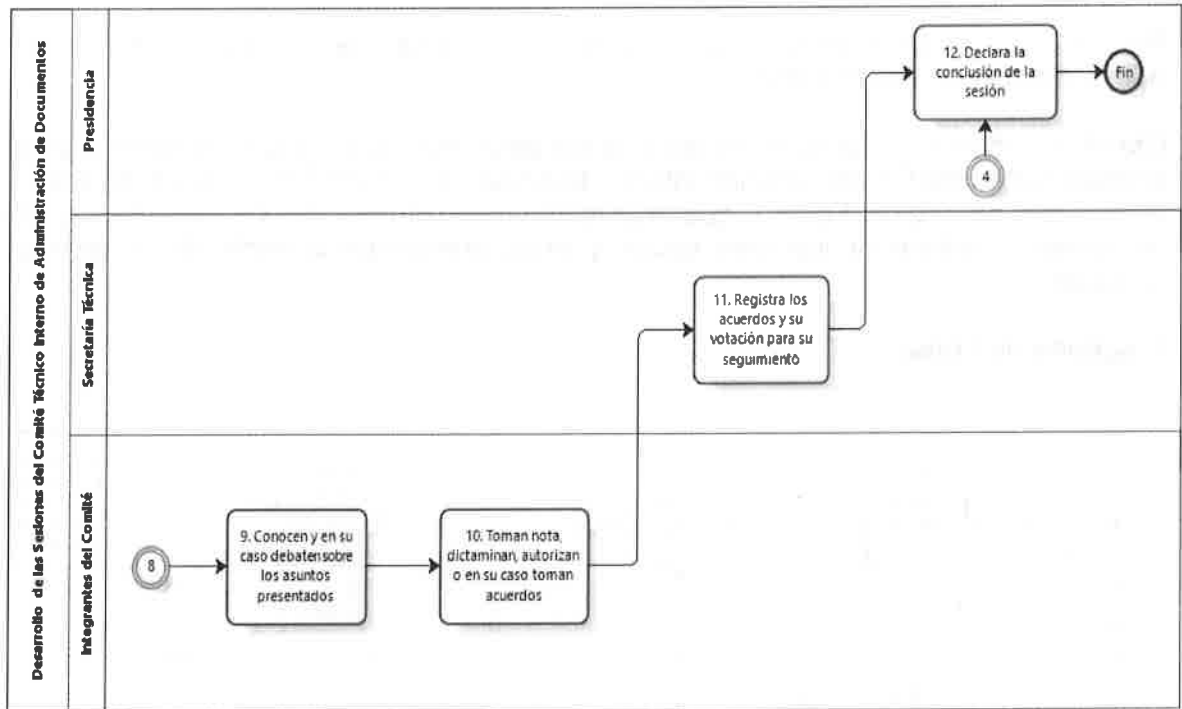 Desarrollo de las Sesiones del Comité Técnico Interno de Administración de Documentos
Presidencia
12. Declara la
conclusión de la
sesión
Fin
4
Secretaría Técnica
11. Registra los
acuerdos y su
votación para su
seguimiento
Integrantes del Comité
8
9. Conocen y en su
caso debaten sobre
los asuntos
presentados
10. Toman nota,
dictaminan, autorizan
o en su caso toman
acuerdos